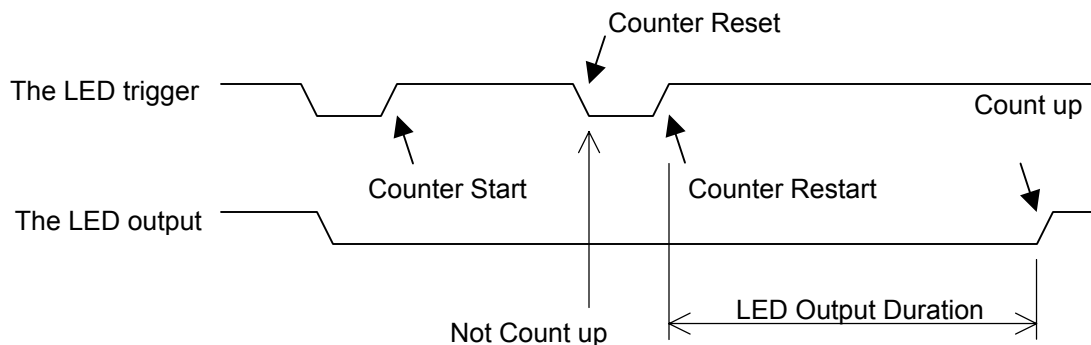 Counter Reset
The LED trigger
Count up
Counter Start
Counter Restart
The LED output
LED Output Duration
Not Count up